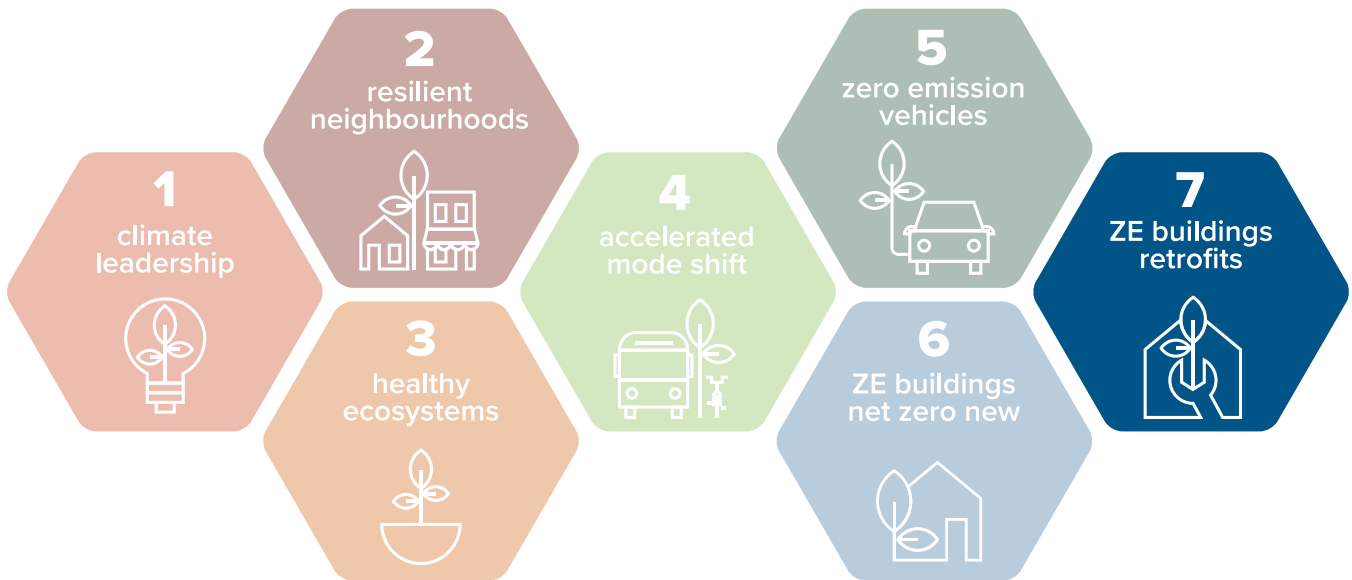 1
climate
leadership
2
resilient
neighbourhoods
3
healthy
ecosystems
4
accelerated
mode shift
5
zero emission
vehicles
6
ZE buildings
net zero new
7
ZE buildings
retrofits